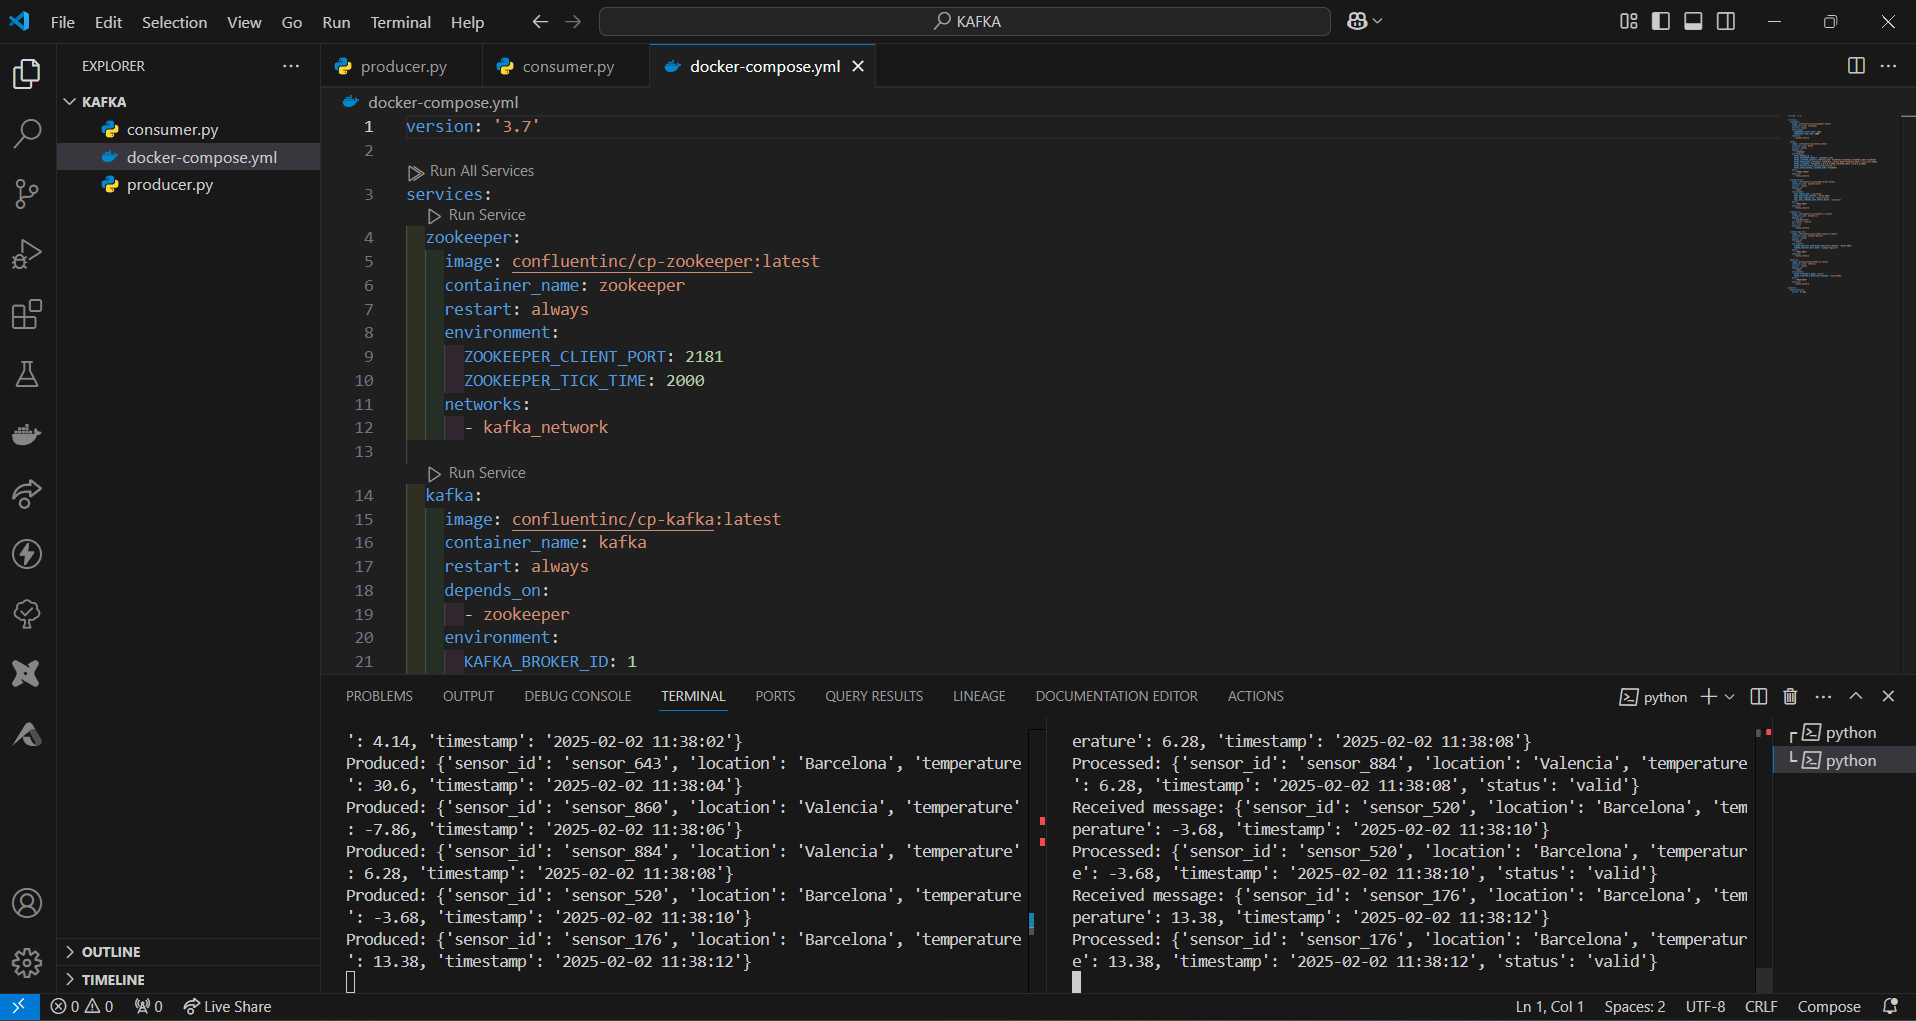 File Edit Selection View Go Run Terminal Help
KAFKA
EXPLORER
KAFKA
consumer.py
docker-compose.yml
producer.py
OUTLINE
TIMELINE
producer.py
consumer.py
docker-compose.yml
docker-compose.yml
1 version: '3.7'
2
Run All Services
3 services:
Run Service
4 zookeeper:
5 image: confluentinc/cp-zookeeper:latest
6 container_name: zookeeper
7 restart: always
8 environment:
9 ZOOKEEPER_CLIENT_PORT: 2181
10 ZOOKEEPER_TICK_TIME: 2000
11 networks:
12 - kafka_network
13
Run Service
14 kafka:
15 image: confluentinc/cp-kafka:latest
16 container_name: kafka
17 restart: always
18 depends_on:
19 - zookeeper
20 environment:
21 KAFKA_BROKER_ID: 1
PROBLEMS OUTPUT DEBUG CONSOLE TERMINAL PORTS QUERY RESULTS LINEAGE DOCUMENTATION EDITOR ACTIONS
python
': 4.14, 'timestamp': '2025-02-02 11:38:02'}
Produced: {'sensor_id': 'sensor_643', 'location': 'Barcelona', 'temperature
': 30.6, 'timestamp': '2025-02-02 11:38:04'}
Produced: {'sensor_id': 'sensor_860', 'location': 'Valencia', 'temperature'
: -7.86, 'timestamp': '2025-02-02 11:38:06'}
Produced: {'sensor_id': 'sensor_884', 'location': 'Valencia', 'temperature'
: 6.28, 'timestamp': '2025-02-02 11:38:08'}
Produced: {'sensor_id': 'sensor_520', 'location': 'Barcelona', 'temperature
': -3.68, 'timestamp': '2025-02-02 11:38:10'}
Produced: {'sensor_id': 'sensor_176', 'location': 'Barcelona', 'temperature
': 13.38, 'timestamp': '2025-02-02 11:38:12'}
erature': 6.28, 'timestamp': '2025-02-02 11:38:08'}
Processed: {'sensor_id': 'sensor_884', 'location': 'Valencia', 'temperature
': 6.28, 'timestamp': '2025-02-02 11:38:08', 'status': 'valid'}
Received message: {'sensor_id': 'sensor_520', 'location': 'Barcelona', 'tem
perature': -3.68, 'timestamp': '2025-02-02 11:38:10'}
Processed: {'sensor_id': 'sensor_520', 'location': 'Barcelona', 'temperatur
e': -3.68, 'timestamp': '2025-02-02 11:38:10', 'status': 'valid'}
Received message: {'sensor_id': 'sensor_176', 'location': 'Barcelona', 'tem
perature': 13.38, 'timestamp': '2025-02-02 11:38:12'}
Processed: {'sensor_id': 'sensor_176', 'location': 'Barcelona', 'temperatur
e': 13.38, 'timestamp': '2025-02-02 11:38:12', 'status': 'valid'}
python
python
0 0 0 Live Share
Ln 1, Col 1 Spaces: 2 UTF-8 CRLF Compose